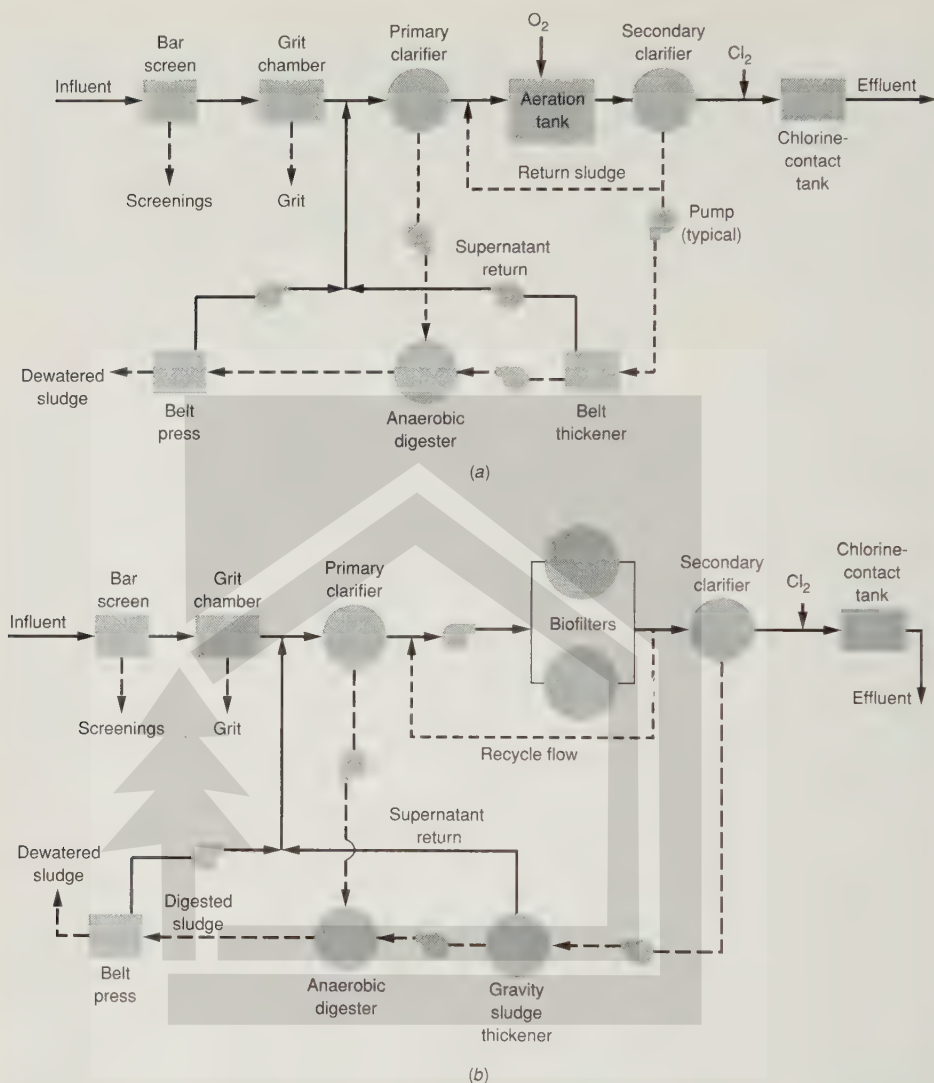 O2
Bar
screen
Grit
chamber
Primary
clarifier
Secondary
clarifier
Cl2
Influent
Aeration
tank
Effluent
Chlorine-
contact
tank
Return sludge
Screenings
Grit
Pump
(typical)
Supernatant
return
Dewatered
sludge
Belt
press
Anaerobic
digester
Belt
thickener
(a)
Bar
screen
Grit
chamber
Primary
clarifier
Secondary
clarifier
Chlorine-
contact
tank
Cl2
Influent
Biofilters
Effluent
Screenings
Grit
Recycle flow
Supernatant
return
Dewatered
sludge
Digested
sludge
Belt
press
Anaerobic
digester
Gravity
sludge
thickener
(b)